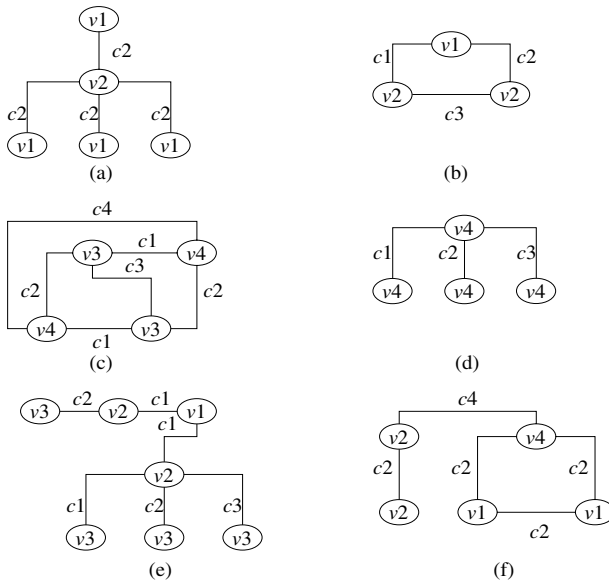 v1
c2
v2
c2 c2 c2
v1 v1 v1
(a)
v1
c1 c2
v2 v2
c3
(b)
c4
v3 c1 v4
c3
c2 c2
v4 c1 v3
(c)
v4
c1 c2 c3
v4 v4 v4
(d)
v3 c2 v2 c1 v1
c1
v2
c1 c2 c3
v3 v3 v3
(e)
c4
v2 v4
c2 c2 c2
v2 v1 v1
c2
(f)